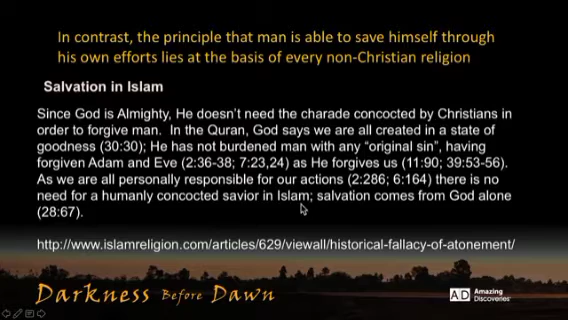 In contrast, the principle that man is able to save himself through
his own efforts lies at the basis of every non-Christian religion
Salvation in Islam
Since God is Almighty, He doesn't need the charade concocted by Christians in
order to forgive man.  In the Quran, God says we are all created in a state of
goodness (30:30); He has not burdened man with any "original sin", having
forgiven Adam and Eve (2:36-38; 7:23,24) as He forgives us (11:90; 39:53-56).
As we are all personally responsible for our actions (2:286; 6:164) there is no
need for a humanly concocted savior in Islam; salvation comes from God alone
(28:67).
http://www.islamreligion.com/articles/629/viewall/historical-fallacy-of-atonement/
Darkness Before Dawn
AD Amazing
Discoveries